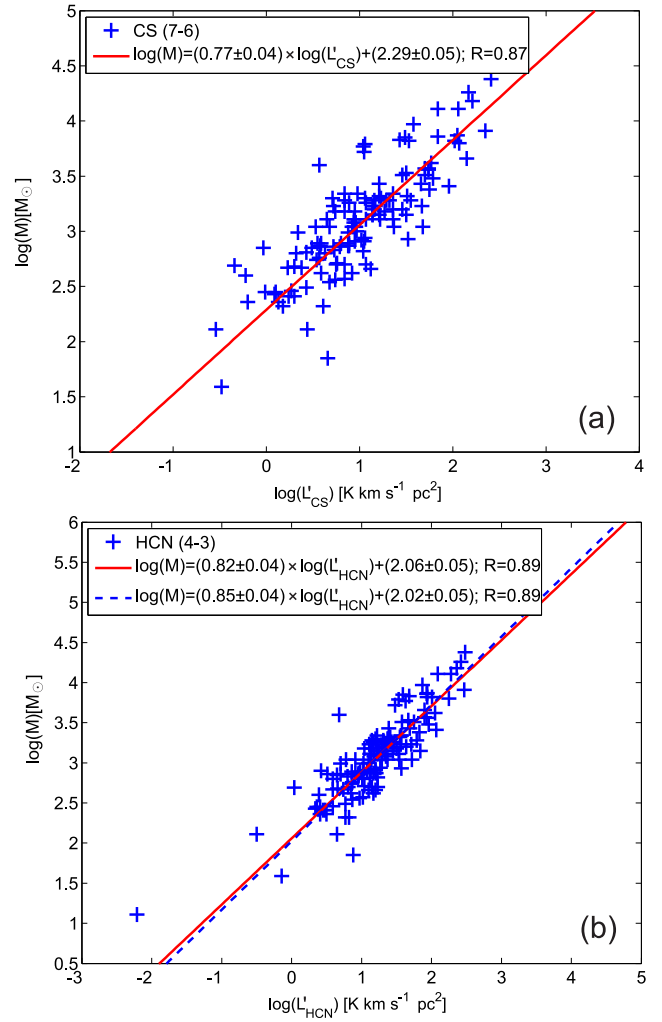 5
CS (7-6)
log(M)=(0.77±0.04)×log(L'CS)+(2.29±0.05); R=0.87
4.5
4
3.5
3
2.5
2
1.5
1
log(M)[M⊙]
(a)
-2 -1 0 1 2 3 4
log(L'CS) [K km s-1 pc2]
6
HCN (4-3)
log(M)=(0.82±0.04)×log(L'HCN)+(2.06±0.05); R=0.89
5.5
log(M)=(0.85±0.04)×log(L'HCN)+(2.02±0.05); R=0.89
5
4.5
4
3.5
3
2.5
2
1.5
1
0.5
log(M)[M⊙]
(b)
-3 -2 -1 0 1 2 3 4 5
log(L'HCN) [K km s-1 pc2]